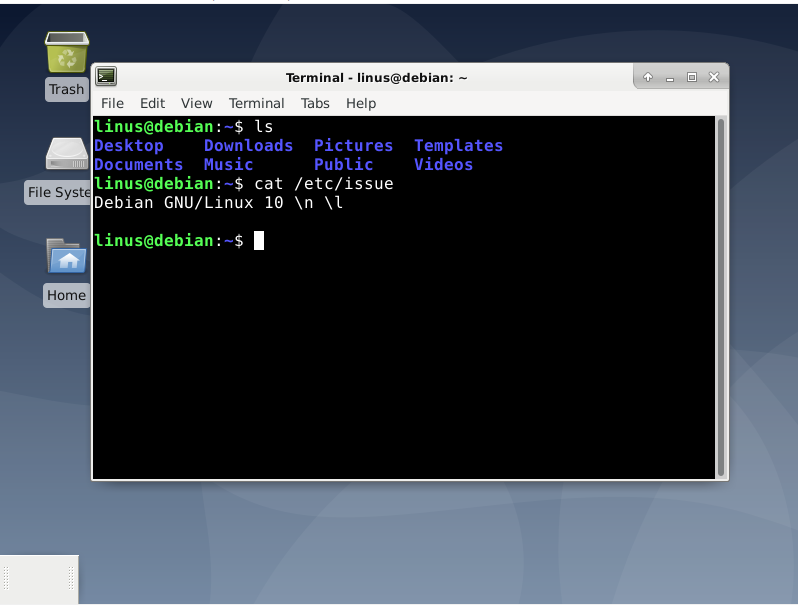 Trash
File Syste
Home
Terminal - linus@debian: ~
File Edit View Terminal Tabs Help
linus@debian:~$ ls
Desktop    Downloads  Pictures  Templates
Documents  Music      Public    Videos
linus@debian:~$ cat /etc/issue
Debian GNU/Linux 10 \n \l
linus@debian:~$